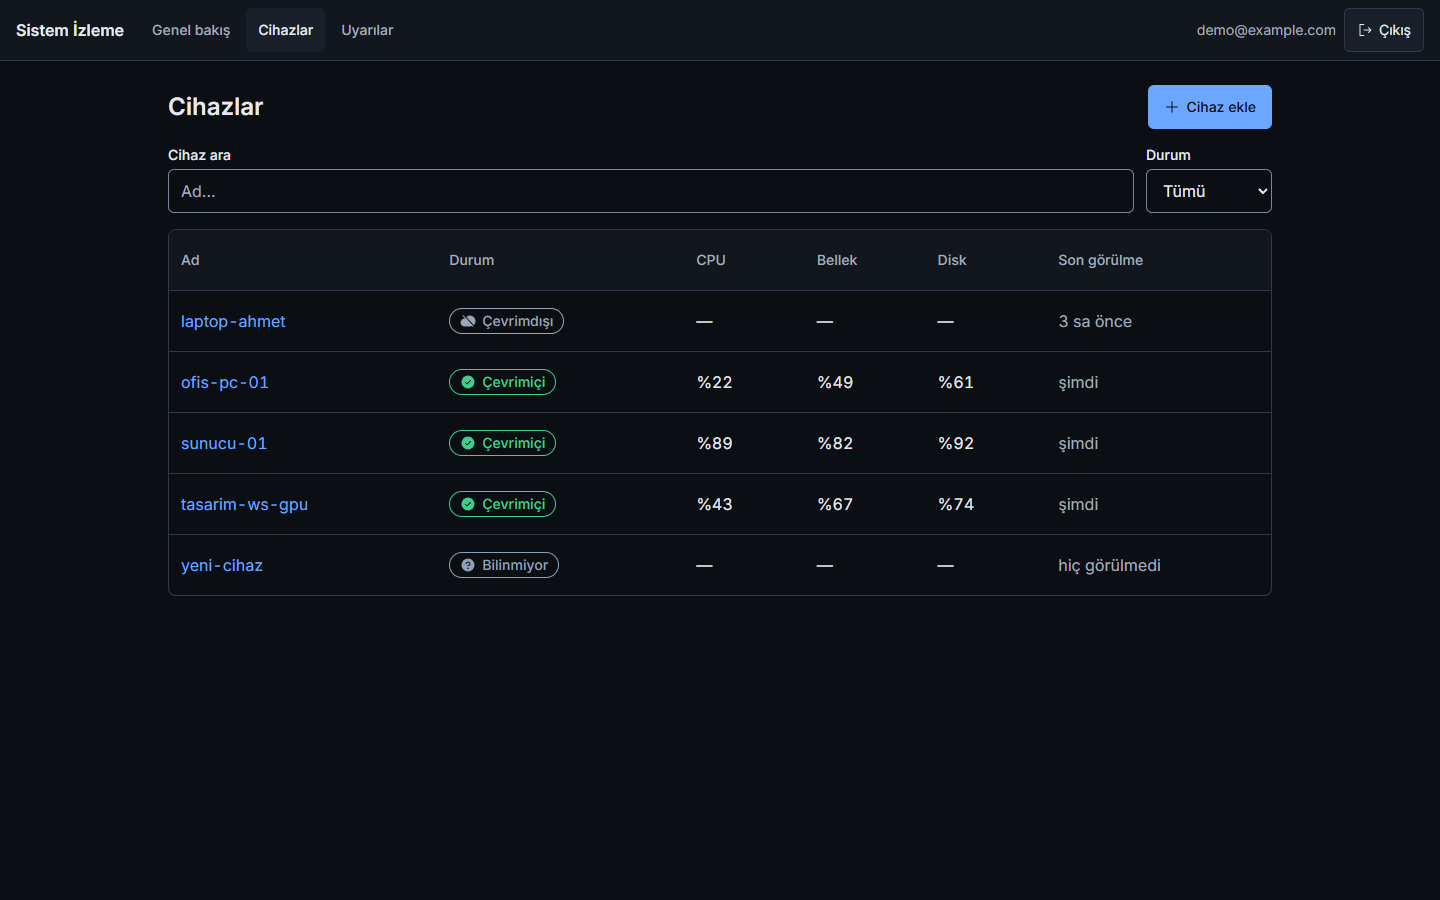 Sistem İzleme Genel bakış Cihazlar Uyarılar demo@example.com Çıkış
Cihazlar Cihaz ekle
Cihaz ara Durum
Ad... Tümü
Ad Durum CPU Bellek Disk Son görülme
laptop-ahmet Çevrimdışı — — — 3 sa önce
ofis-pc-01 Çevrimiçi %22 %49 %61 şimdi
sunucu-01 Çevrimiçi %89 %82 %92 şimdi
tasarim-ws-gpu Çevrimiçi %43 %67 %74 şimdi
yeni-cihaz Bilinmiyor — — — hiç görülmedi